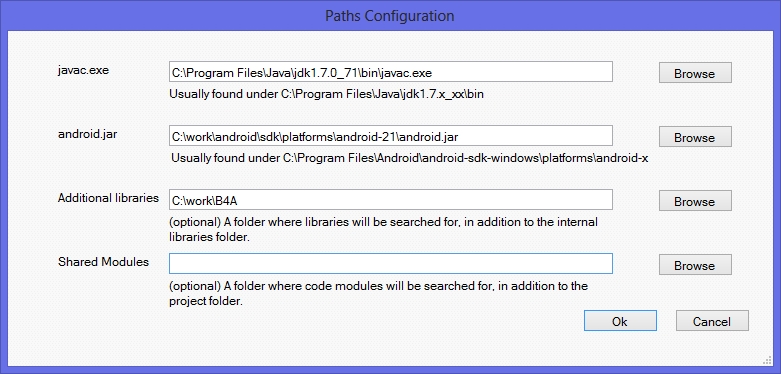 Paths Configuration
javac.exe
C:\Program Files\Java\jdk1.7.0_71\bin\javac.exe
Browse
Usually found under C:\Program Files\Java\jdk1.7.x_xx\bin
android.jar
C:\work\android\sdk\platforms\android-21\android.jar
Browse
Usually found under C:\Program Files\Android\android-sdk-windows\platforms\android-x
Additional libraries
C:\work\B4A
Browse
(optional) A folder where libraries will be searched for, in addition to the internal
libraries folder.
Shared Modules
Browse
(optional) A folder where code modules will be searched for, in addition to the
project folder.
Ok
Cancel